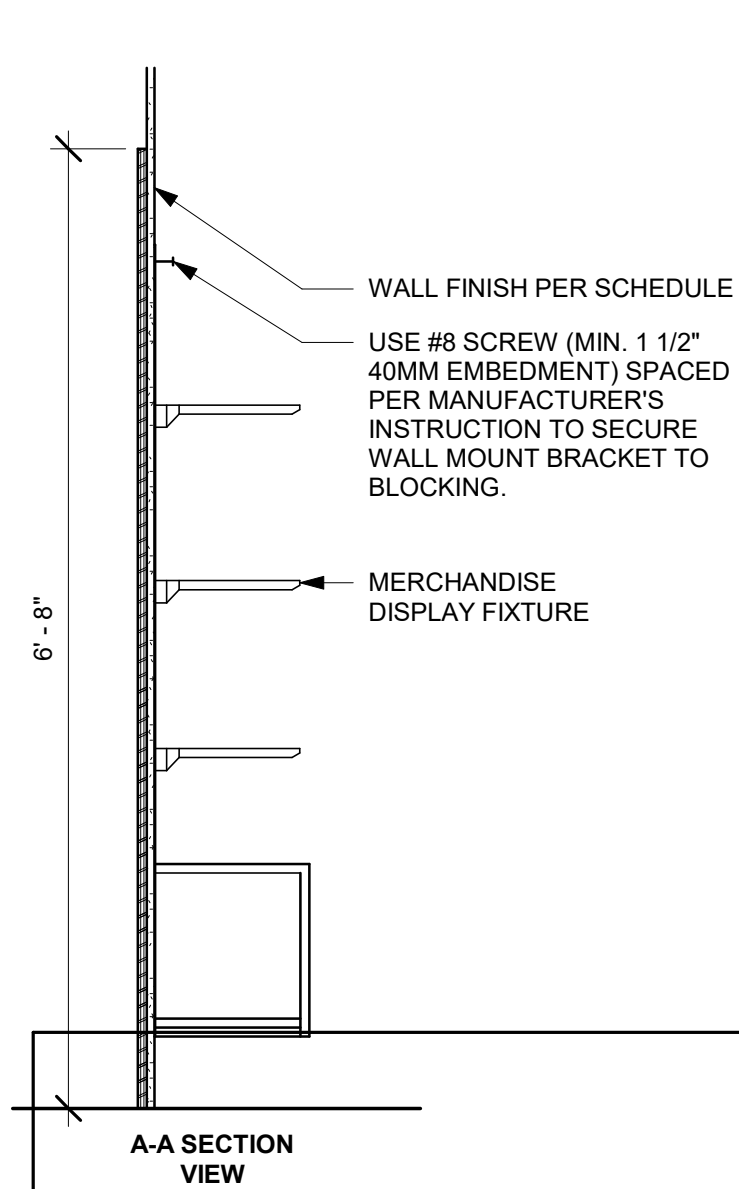 WALL FINISH PER SCHEDULE
USE #8 SCREW (MIN. 1 1/2"
40MM EMBEDMENT) SPACED
PER MANUFACTURER'S
INSTRUCTION TO SECURE
WALL MOUNT BRACKET TO
BLOCKING.
MERCHANDISE
DISPLAY FIXTURE
6' - 8"
A-A SECTION
VIEW